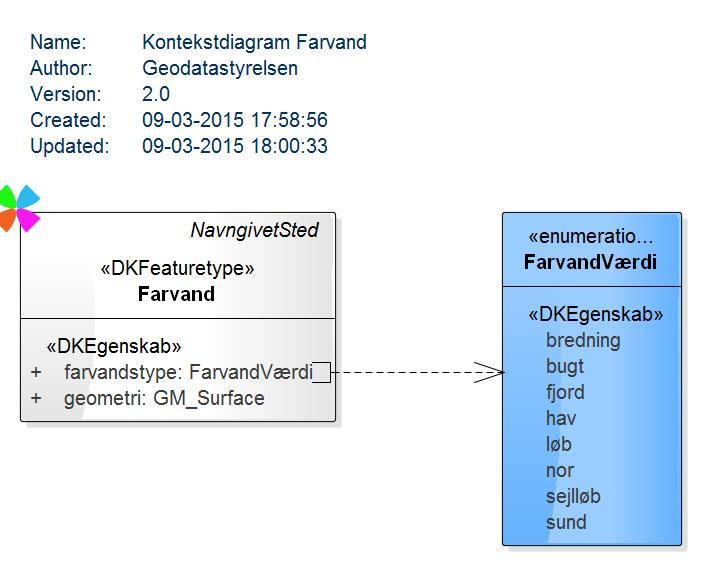 Name: Kontekstdiagram Farvand
Author: Geodatastyrelsen
Version: 2.0
Created: 09-03-2015 17:58:56
Updated: 09-03-2015 18:00:33
NavngivetSted
«DKFeaturetype»
Farvand
«DKEgenskab»
+ farvandstype: FarvandVærdi
+ geometri: GM_Surface
«enumeratio...
FarvandVærdi
«DKEgenskab»
bredning
bugt
fjord
hav
løb
nor
sejlløb
sund